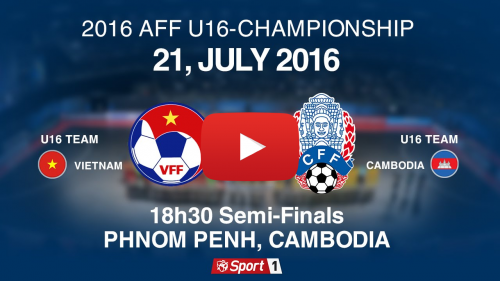 2016 AFF U16-CHAMPIONSHIP
21, JULY 2016
U16 TEAM
VIETNAM
VFF
CFF
U16 TEAM
CAMBODIA
18h30 Semi-Finals
PHNOM PENH, CAMBODIA
Sport 1